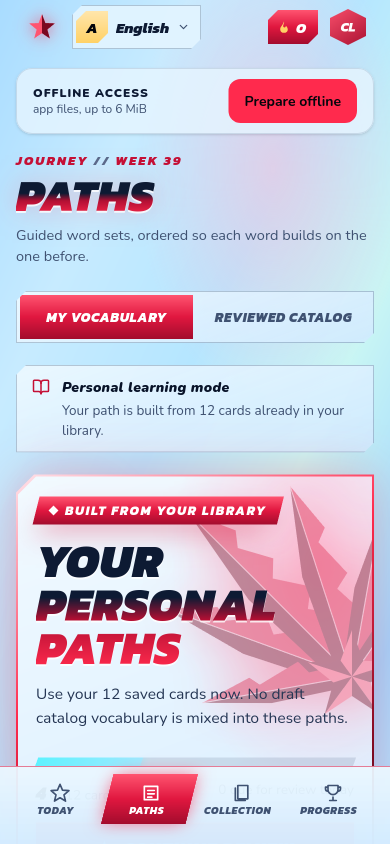 A English 0 CL
OFFLINE ACCESS
app files, up to 6 MiB
Prepare offline
JOURNEY // WEEK 39
PATHS
Guided word sets, ordered so each word builds on the
one before.
MY VOCABULARY REVIEWED CATALOG
Personal learning mode
Your path is built from 12 cards already in your
library.
◆ BUILT FROM YOUR LIBRARY
YOUR
PERSONAL
PATHS
Use your 12 saved cards now. No draft
catalog vocabulary is mixed into these paths.
TODAY PATHS COLLECTION PROGRESS